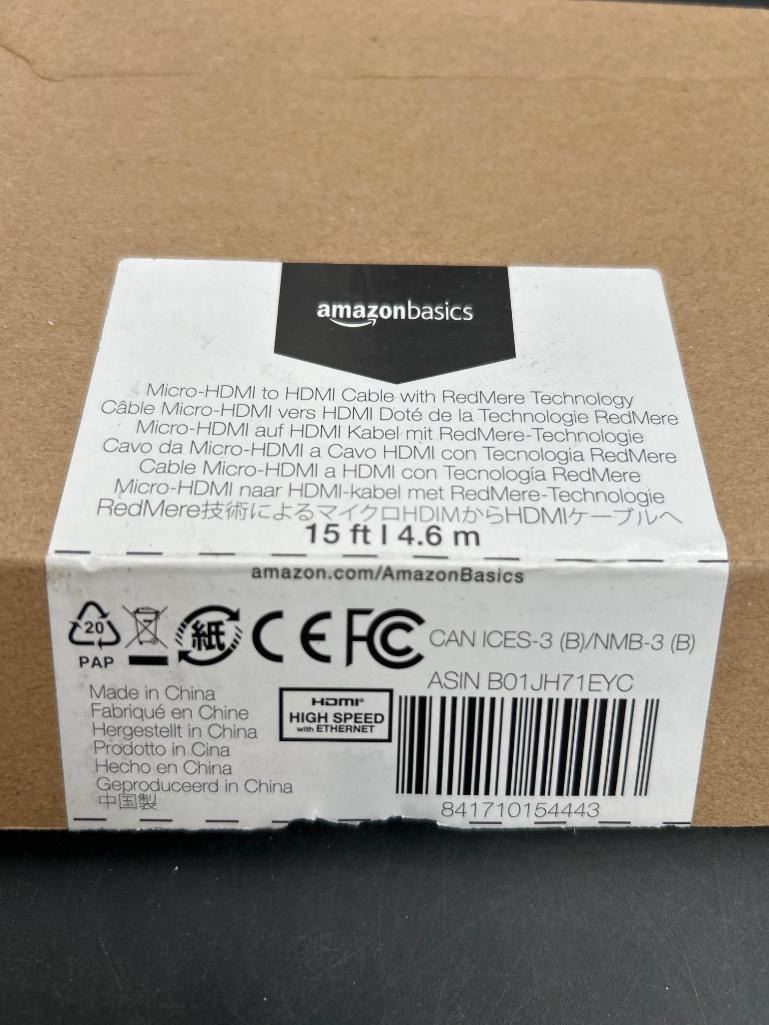 amazonbasics
Micro-HDMI to HDMI Cable with RedMere Technology
Câble Micro-HDMI vers HDMI Doté de la Technologie RedMere
Micro-HDMI auf HDMI Kabel mit RedMere-Technologie
Cavo da Micro-HDMI a Cavo HDMI con Tecnologia RedMere
Cable Micro-HDMI a HDMI con Tecnología RedMere
Micro-HDMI naar HDMI-kabel met RedMere-Technologie
RedMere技術によるマイクロHDIMからHDMIケーブルへ
15 ft | 4.6 m
amazon.com/AmazonBasics
20
PAP
紙
CE FC CAN ICES-3 (B)/NMB-3 (B)
ASIN B01JH71EYC
Made in China
Fabriqué en Chine
Hergestellt in China
Prodotto in Cina
Hecho en China
Geproduceerd in China
中国製
HDMI®
HIGH SPEED
with ETHERNET
841710154443